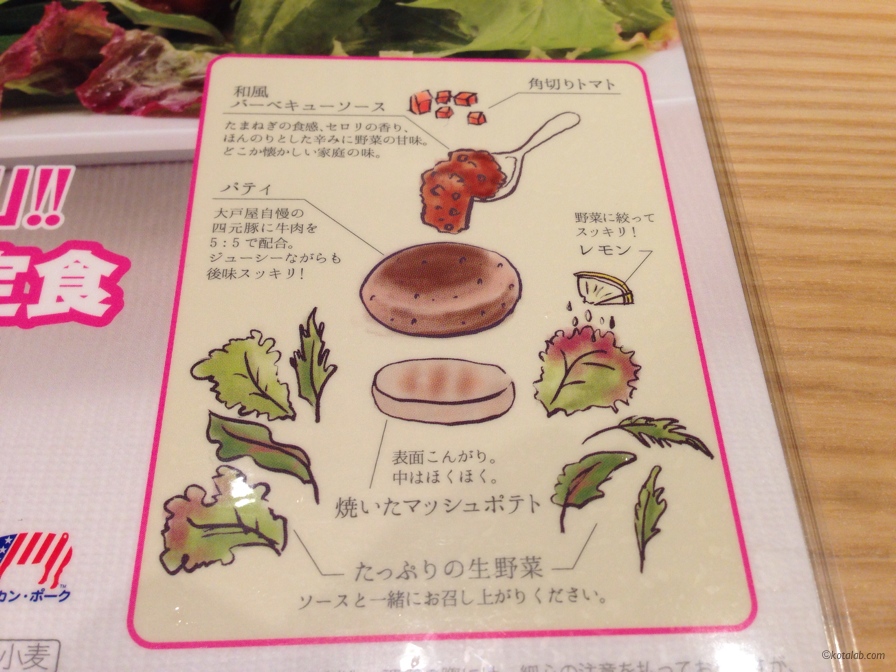 和風
バーベキューソース
角切りトマト
たまねぎの食感、セロリの香り、
ほんのりとした辛みに野菜の甘味。
どこか懐かしい家庭の味。
パティ
大戸屋自慢の
四元豚に牛肉を
5:5で配合。
ジューシーながらも
後味スッキリ!
野菜に絞って
スッキリ!
レモン
!!
定食
表面こんがり。
中はほくほく。
焼いたマッシュポテト
たっぷりの生野菜
ソースと一緒にお召し上がりください。
カン・ポーク
小麦
©kotalab.com